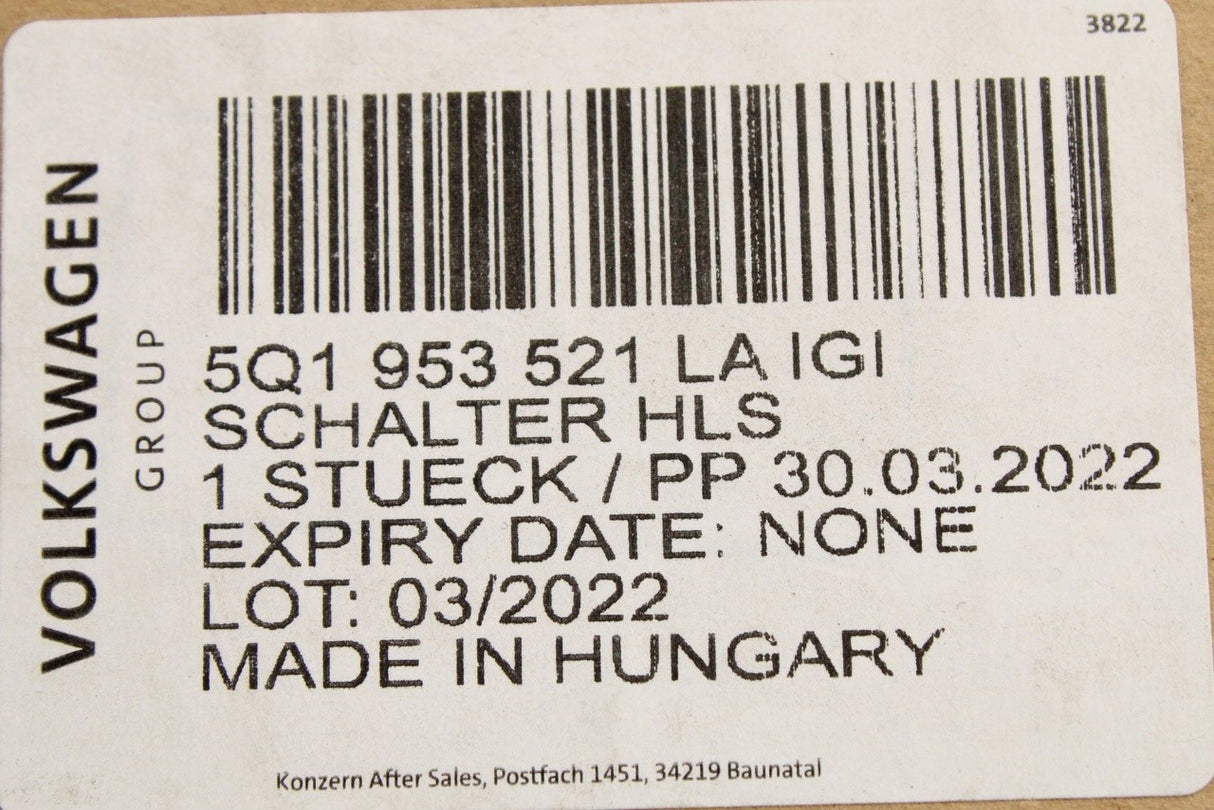 3822
VOLKSWAGEN
GROUP
5Q1 953 521 LA IGI
SCHALTER HLS
1 STUECK / PP 30.03.2022
EXPIRY DATE: NONE
LOT: 03/2022
MADE IN HUNGARY
Konzern After Sales, Postfach 1451, 34219 Baunatal